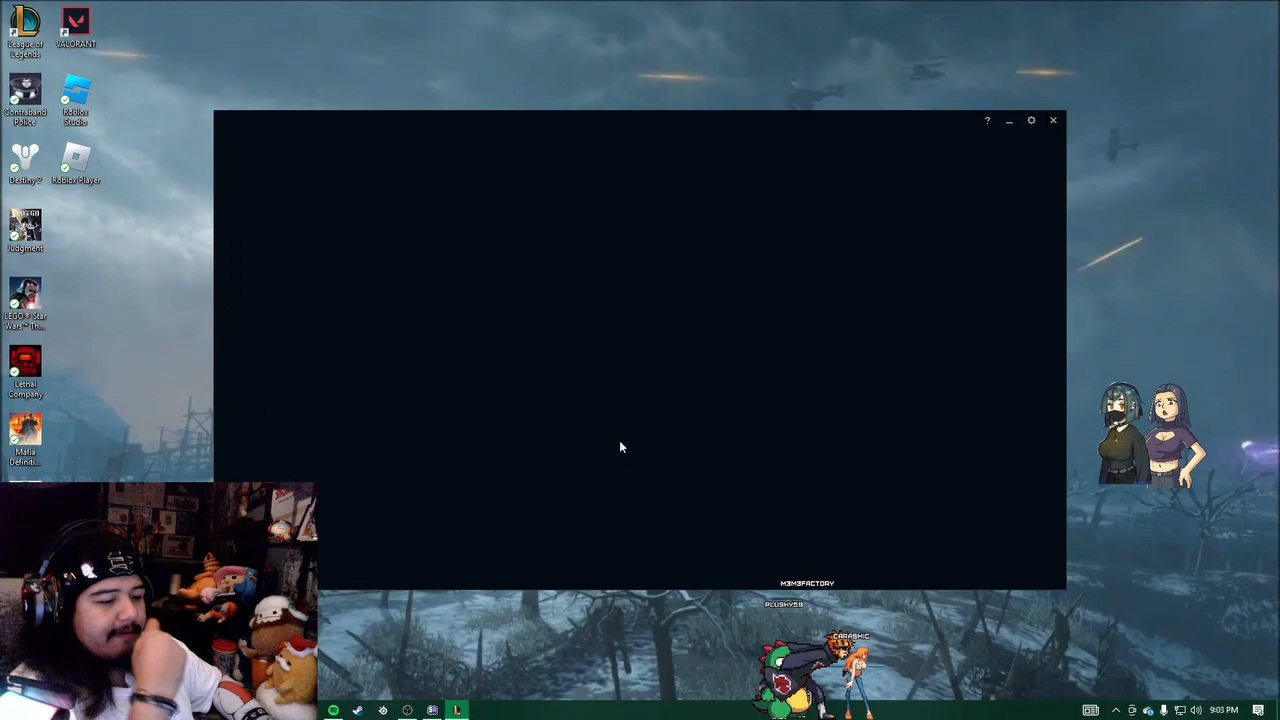 League of
Legends
VALORANT
Contraband
Police
Roblox
Studio
Destiny 2
Roblox Player
Judgment
LEGO® Star
Wars™ Th...
Lethal
Company
Mafia
Definiti...
M3M3FACTORY
PLUSHY59
CARASMIC
9:03 PM